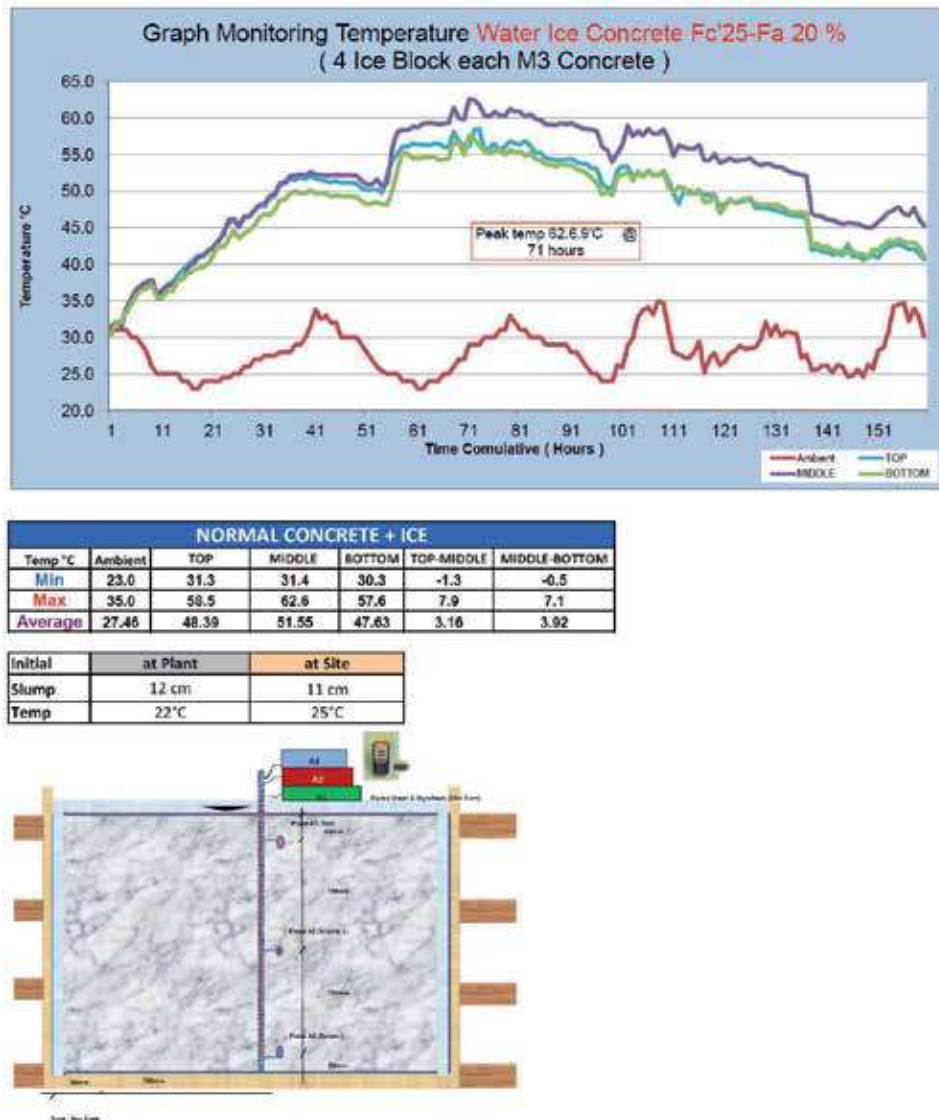 Graph Monitoring Temperature Water Ice Concrete Fc'25-Fa 20 %
( 4 Ice Block each M3 Concrete )
Temperature °C
65.0
60.0
55.0
50.0
45.0
40.0
35.0
30.0
25.0
20.0
Peak temp 62.6.9'C @
71 hours
1 11 21 31 41 51 61 71 81 91 101 111 121 131 141 151
Time Comulative ( Hours )
Ambent TOP
MIDDLE BOTTOM
NORMAL CONCRETE + ICE
Temp °C Ambient TOP MIDDLE BOTTOM TOP-MIDDLE MIDDLE-BOTTOM
Min 23.0 31.3 31.4 30.3 -1.3 -0.5
Max 35.0 58.5 62.6 57.6 7.9 7.1
Average 27.46 48.39 51.55 47.63 3.16 3.92
Initial at Plant at Site
Slump 12 cm 11 cm
Temp 22°C 25°C
A2